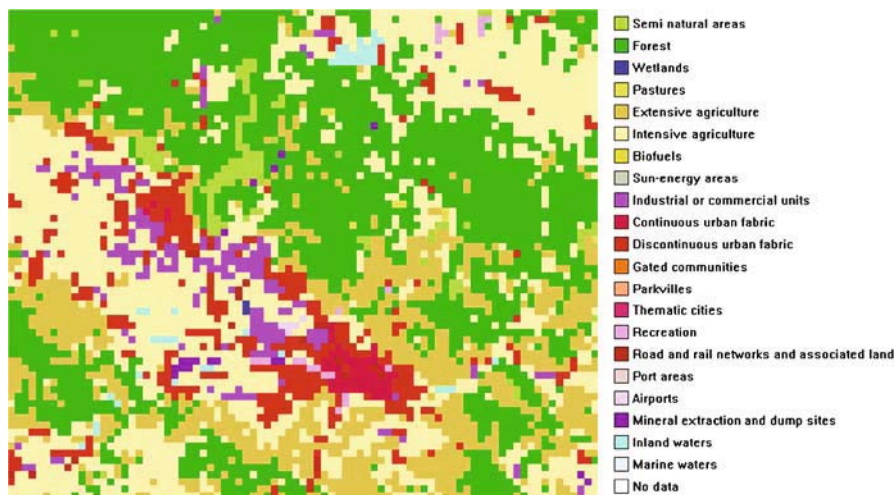 Semi natural areas
Forest
Wetlands
Pastures
Extensive agriculture
Intensive agriculture
Biofuels
Sun-energy areas
Industrial or commercial units
Continuous urban fabric
Discontinuous urban fabric
Gated communities
Parkvilles
Thematic cities
Recreation
Road and rail networks and associated land
Port areas
Airports
Mineral extraction and dump sites
Inland waters
Marine waters
No data